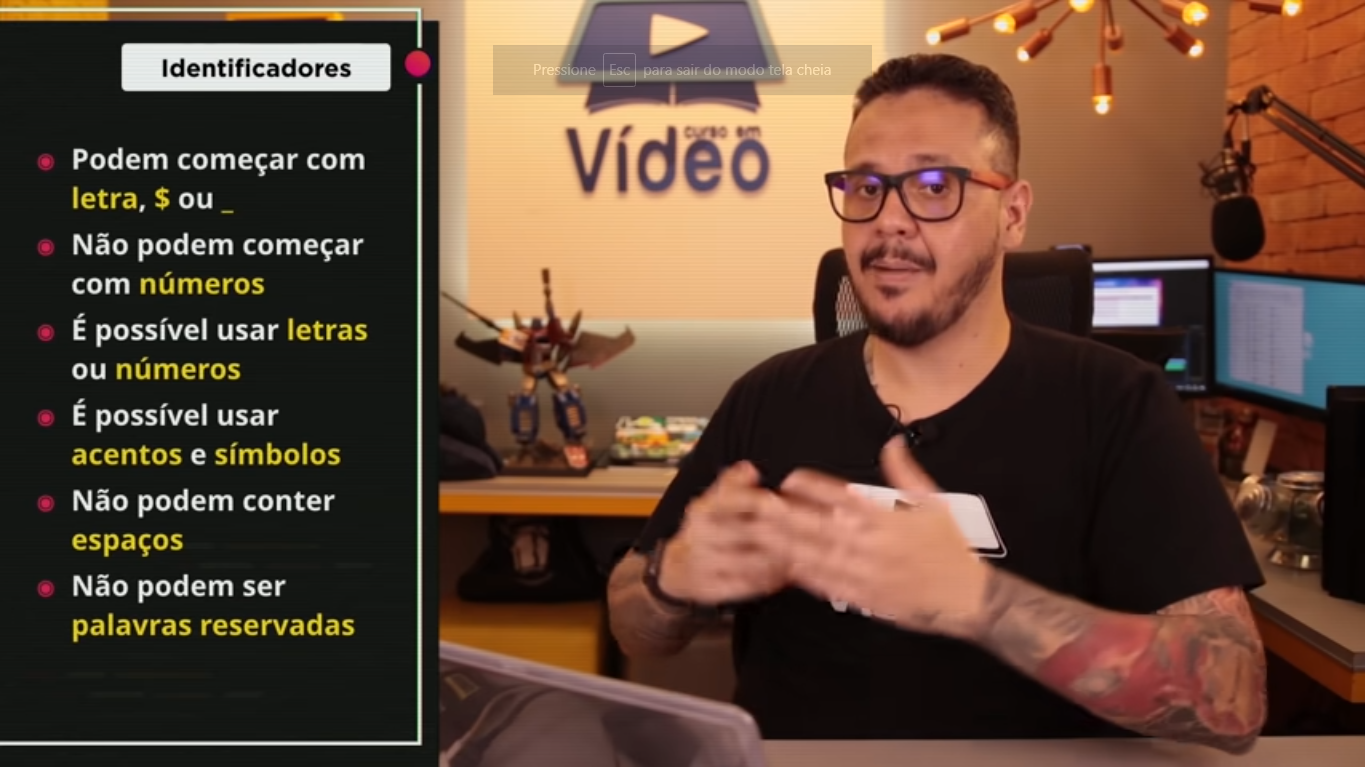 Identificadores
Podem começar com
letra, $ ou _
Não podem começar
com números
É possível usar letras
ou números
É possível usar
acentos e símbolos
Não podem conter
espaços
Não podem ser
palavras reservadas
Pressione Esc para sair do modo tela cheia
curso em
Vídeo